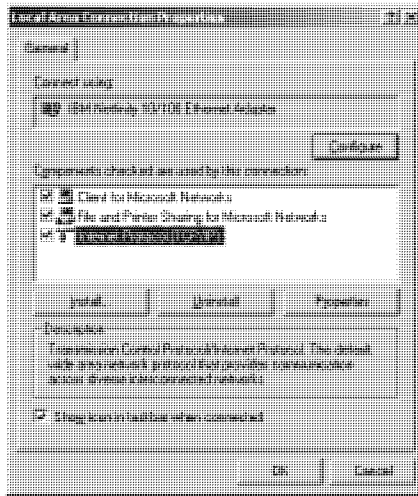 Local Area Connection Properties
General
Connect using:
IBM Netfinity 10/100 Ethernet Adapter
Configure
Components checked are used by this connection:
Client for Microsoft Networks
File and Printer Sharing for Microsoft Networks
Internet Protocol (TCP/IP)
Install...
Uninstall
Properties
Description
Transmission Control Protocol/Internet Protocol. The default
wide area network protocol that provides communication
across diverse interconnected networks.
Show icon in taskbar when connected
OK
Cancel